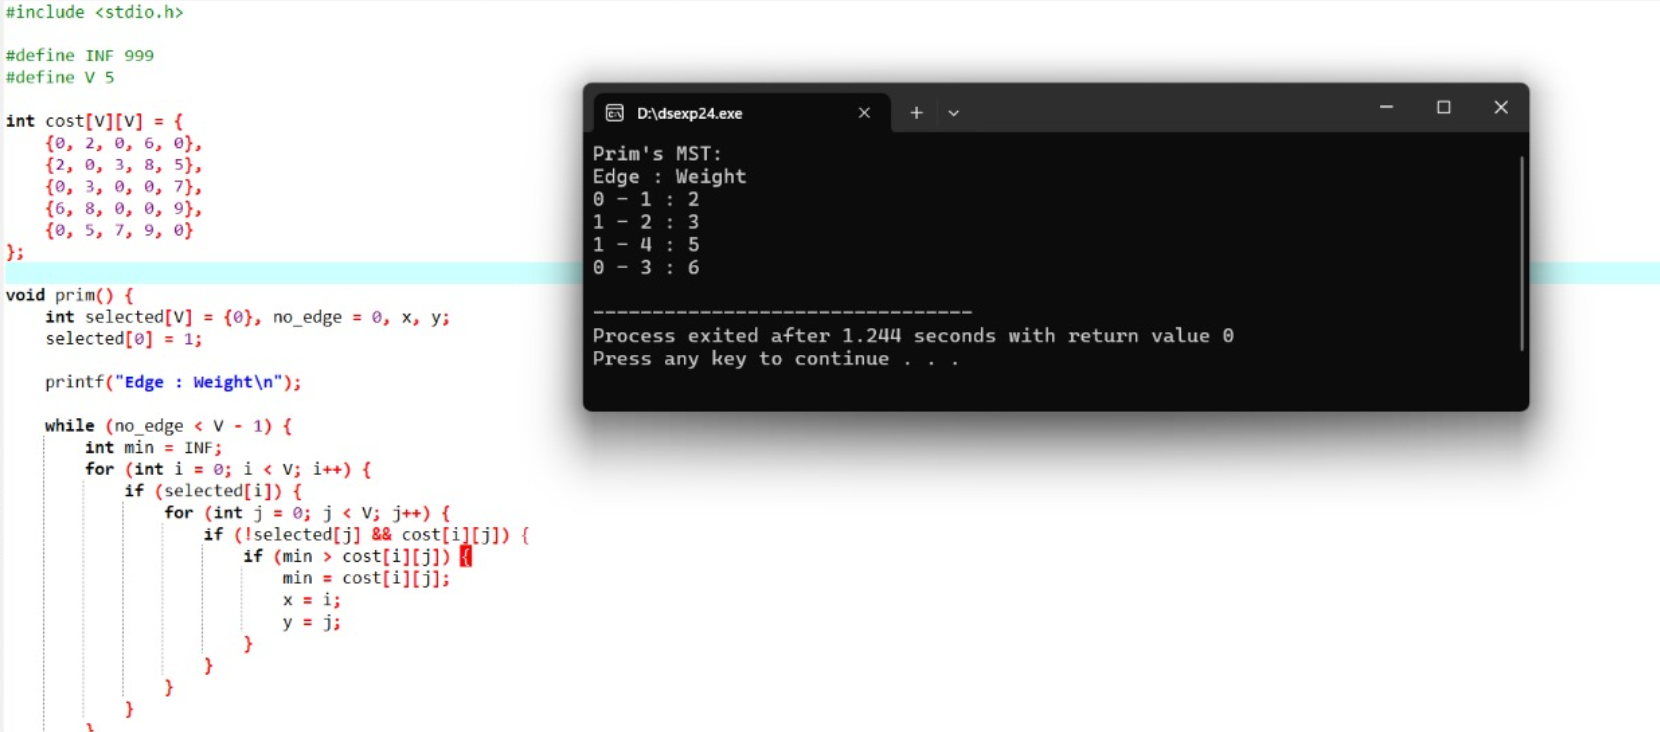 #include <stdio.h>
#define INF 999
#define V 5
int cost[V][V] = {
    {0, 2, 0, 6, 0},
    {2, 0, 3, 8, 5},
    {0, 3, 0, 0, 7},
    {6, 8, 0, 0, 9},
    {0, 5, 7, 9, 0}
};
void prim() {
    int selected[V] = {0}, no_edge = 0, x, y;
    selected[0] = 1;
    printf("Edge : Weight\n");
    while (no_edge < V - 1) {
        int min = INF;
        for (int i = 0; i < V; i++) {
            if (selected[i]) {
                for (int j = 0; j < V; j++) {
                    if (!selected[j] && cost[i][j]) {
                        if (min > cost[i][j]) {
                            min = cost[i][j];
                            x = i;
                            y = j;
                        }
                    }
                }
            }
        }
D:\dsexp24.exe
Prim's MST:
Edge : Weight
0 - 1 : 2
1 - 2 : 3
1 - 4 : 5
0 - 3 : 6
--------------------------------
Process exited after 1.244 seconds with return value 0
Press any key to continue . . .